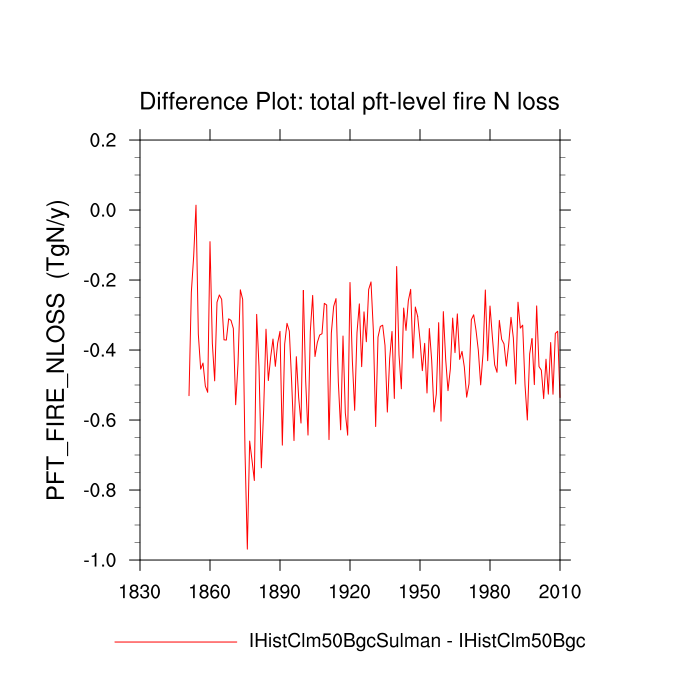 Difference Plot: total pft-level fire N loss
PFT_FIRE_NLOSS (TgN/y)
0.2
0.0
-0.2
-0.4
-0.6
-0.8
-1.0
1830 1860 1890 1920 1950 1980 2010
IHistClm50BgcSulman - IHistClm50Bgc